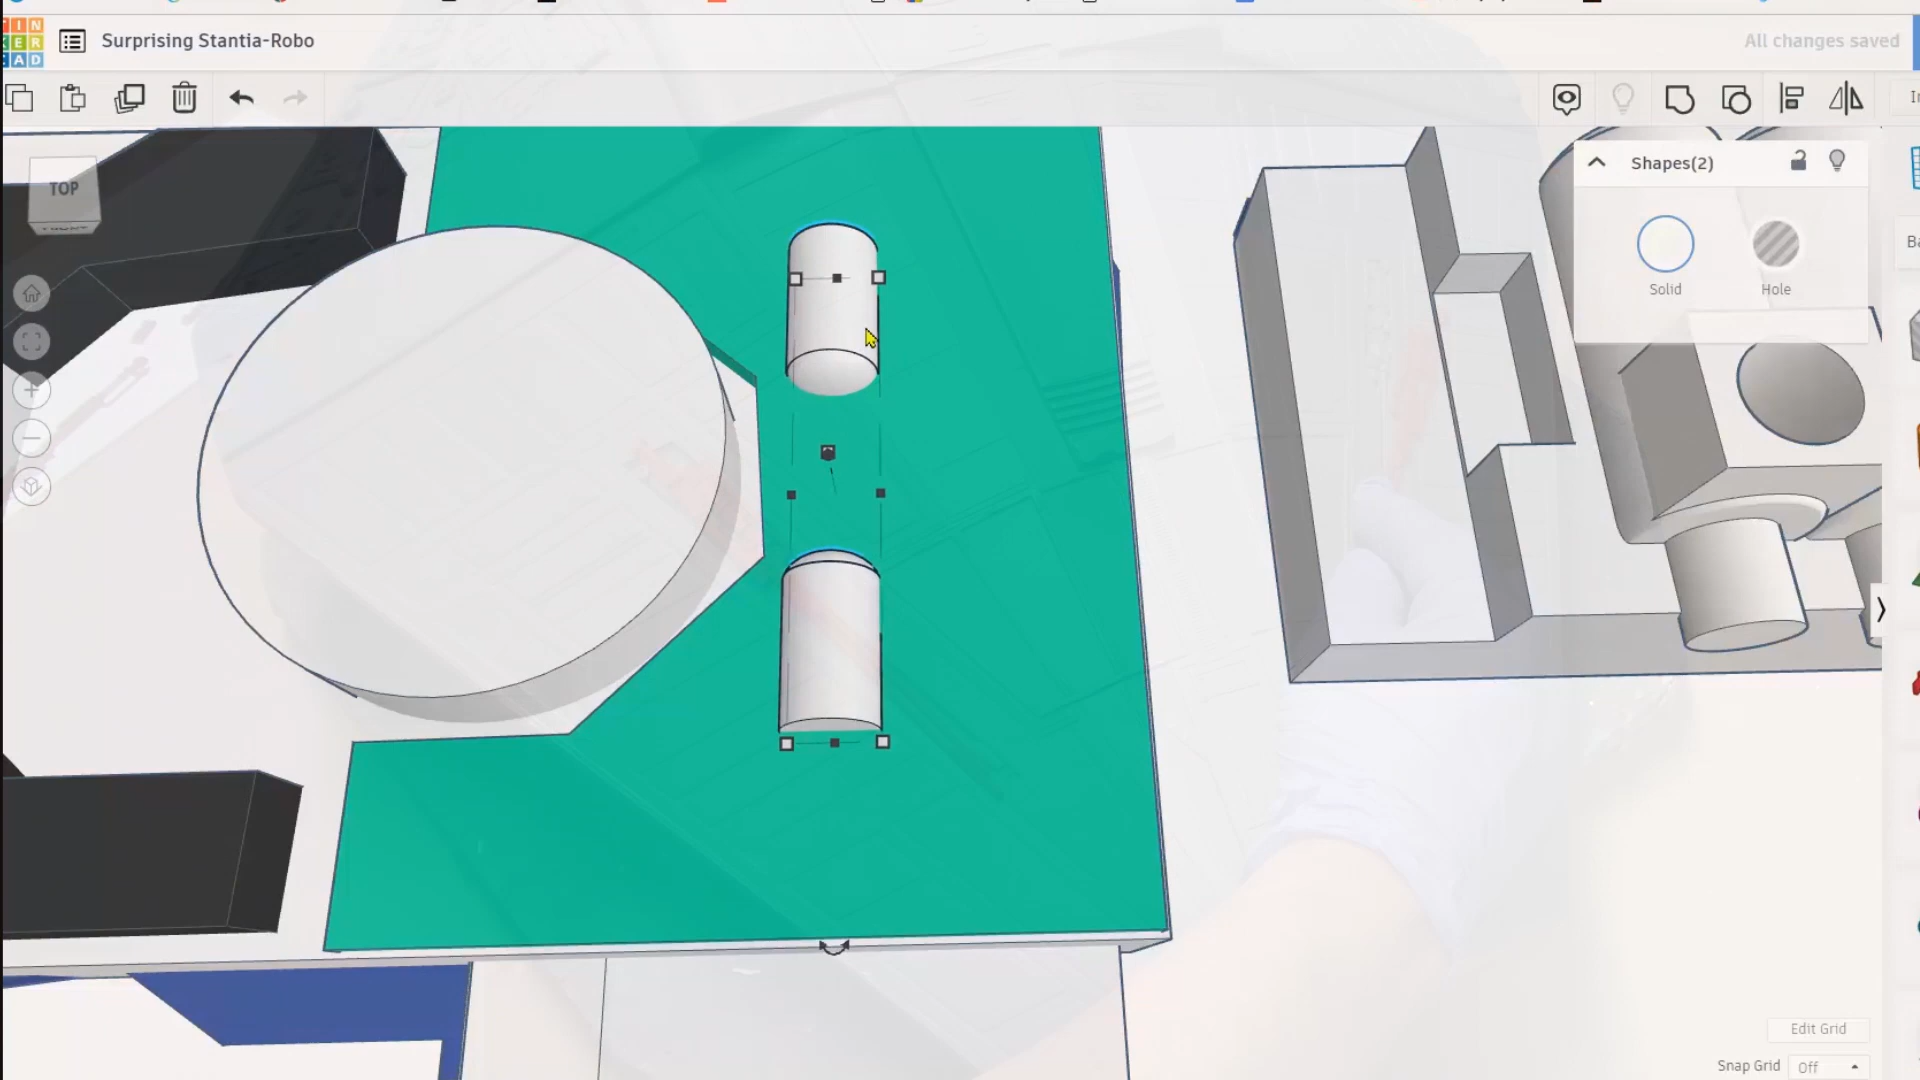 TIN
KER
CAD
Surprising Stantia-Robo
All changes saved
TOP
Shapes(2)
Solid
Hole
Edit Grid
Snap Grid
Off